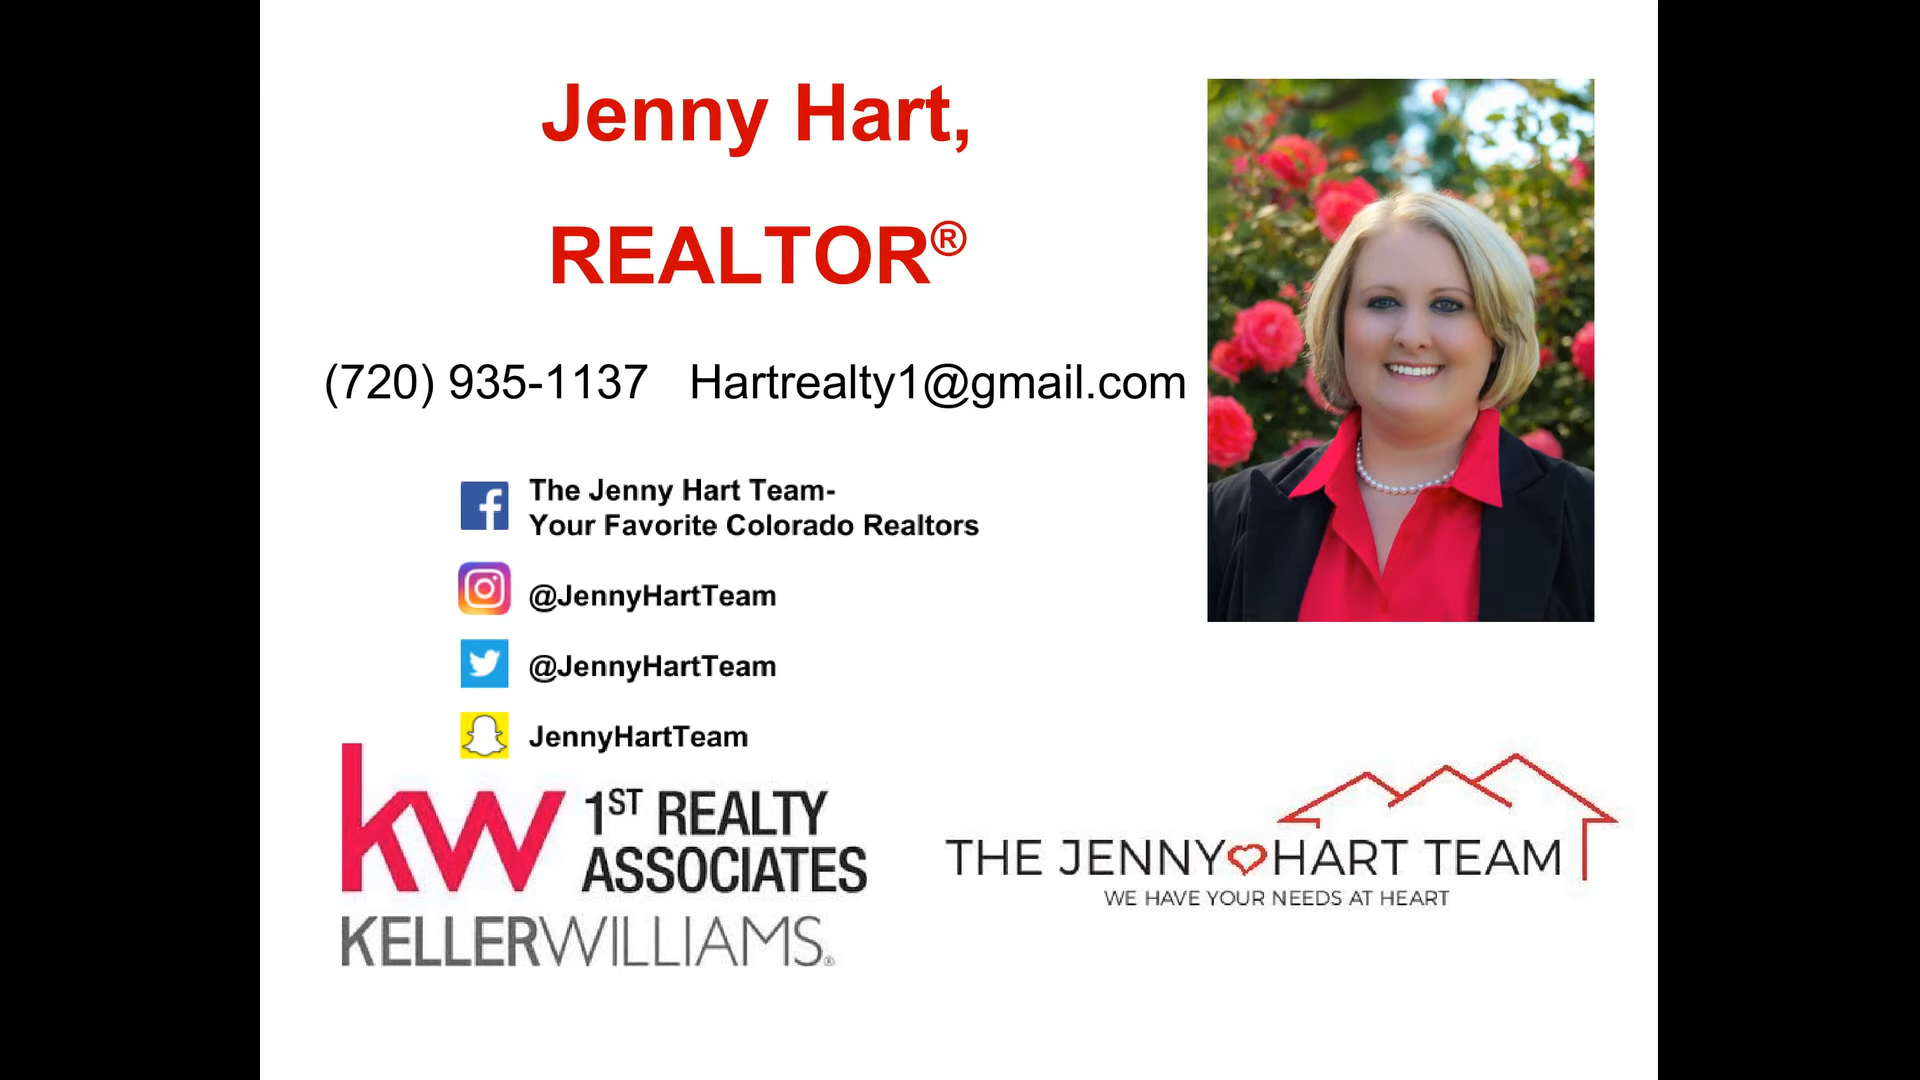 Jenny Hart,
REALTOR®
(720) 935-1137 Hartrealty1@gmail.com
The Jenny Hart Team-
Your Favorite Colorado Realtors
@JennyHartTeam
@JennyHartTeam
JennyHartTeam
kw 1ST REALTY
ASSOCIATES
KELLERWILLIAMS®
THE JENNY HART TEAM
WE HAVE YOUR NEEDS AT HEART